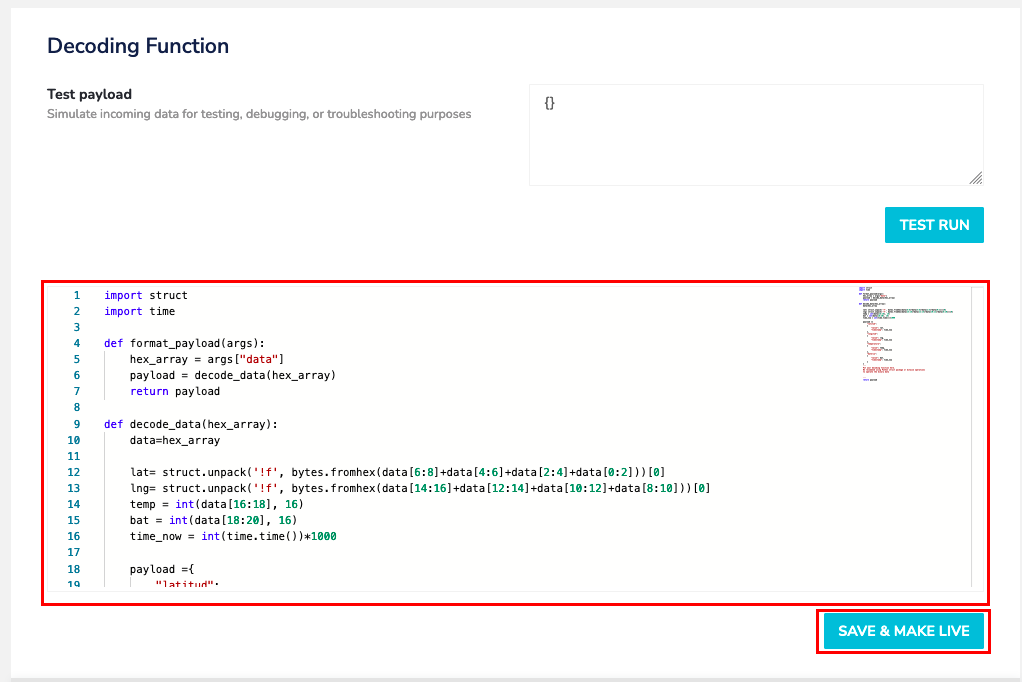 Decoding Function
Test payload
Simulate incoming data for testing, debugging, or troubleshooting purposes
{}
TEST RUN
1 import struct
2 import time
3
4 def format_payload(args):
5     hex_array = args["data"]
6     payload = decode_data(hex_array)
7     return payload
8
9 def decode_data(hex_array):
10     data=hex_array
11
12     lat= struct.unpack('!f', bytes.fromhex(data[6:8]+data[4:6]+data[2:4]+data[0:2]))[0]
13     lng= struct.unpack('!f', bytes.fromhex(data[14:16]+data[12:14]+data[10:12]+data[8:10]))[0]
14     temp = int(data[16:18], 16)
15     bat = int(data[18:20], 16)
16     time_now = int(time.time())*1000
17
18     payload ={
19         "latitud":
SAVE & MAKE LIVE